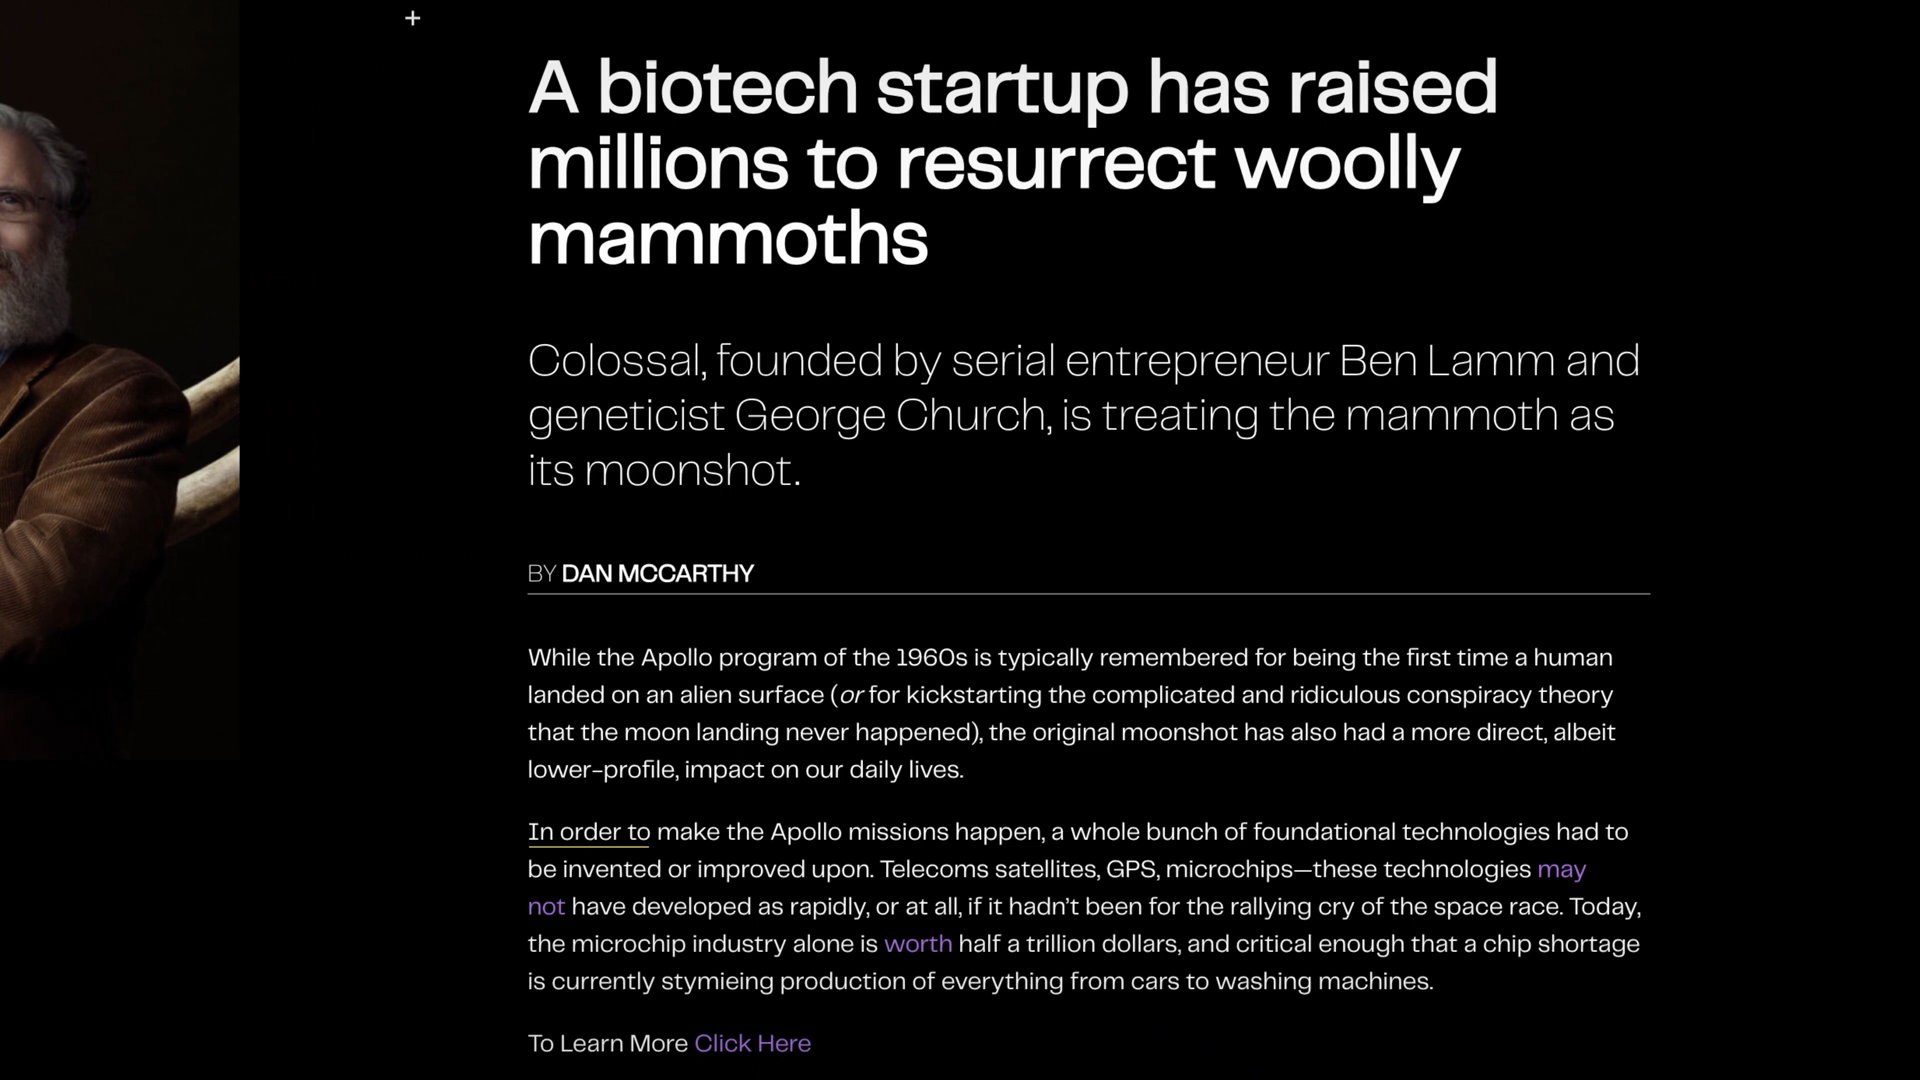 A biotech startup has raised
millions to resurrect woolly
mammoths
Colossal, founded by serial entrepreneur Ben Lamm and
geneticist George Church, is treating the mammoth as
its moonshot.
BY DAN MCCARTHY
While the Apollo program of the 1960s is typically remembered for being the first time a human
landed on an alien surface (or for kickstarting the complicated and ridiculous conspiracy theory
that the moon landing never happened), the original moonshot has also had a more direct, albeit
lower-profile, impact on our daily lives.
In order to make the Apollo missions happen, a whole bunch of foundational technologies had to
be invented or improved upon. Telecoms satellites, GPS, microchips—these technologies may
not have developed as rapidly, or at all, if it hadn’t been for the rallying cry of the space race. Today,
the microchip industry alone is worth half a trillion dollars, and critical enough that a chip shortage
is currently stymieing production of everything from cars to washing machines.
To Learn More Click Here